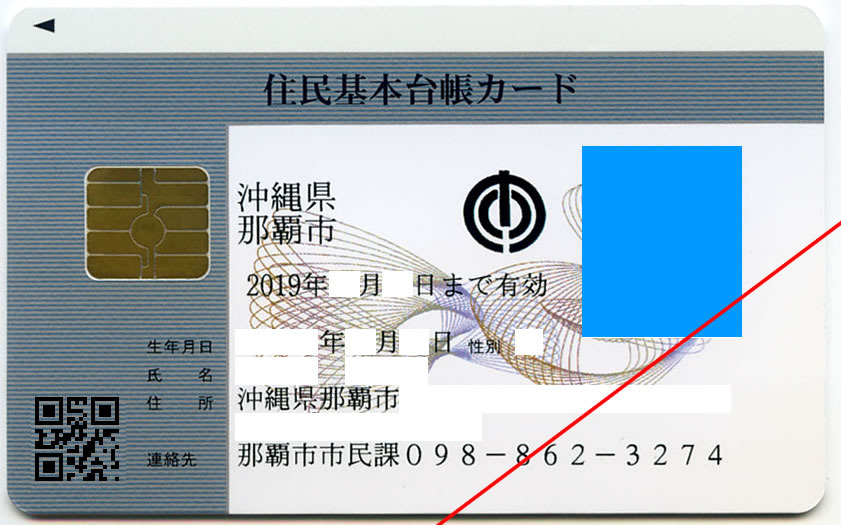 住民基本台帳カード
沖縄県
那覇市
2019年 月 日まで有効
生年月日 年 月 日 性別
氏 名
住 所 沖縄県那覇市
連絡先 那覇市市民課098-862-3274